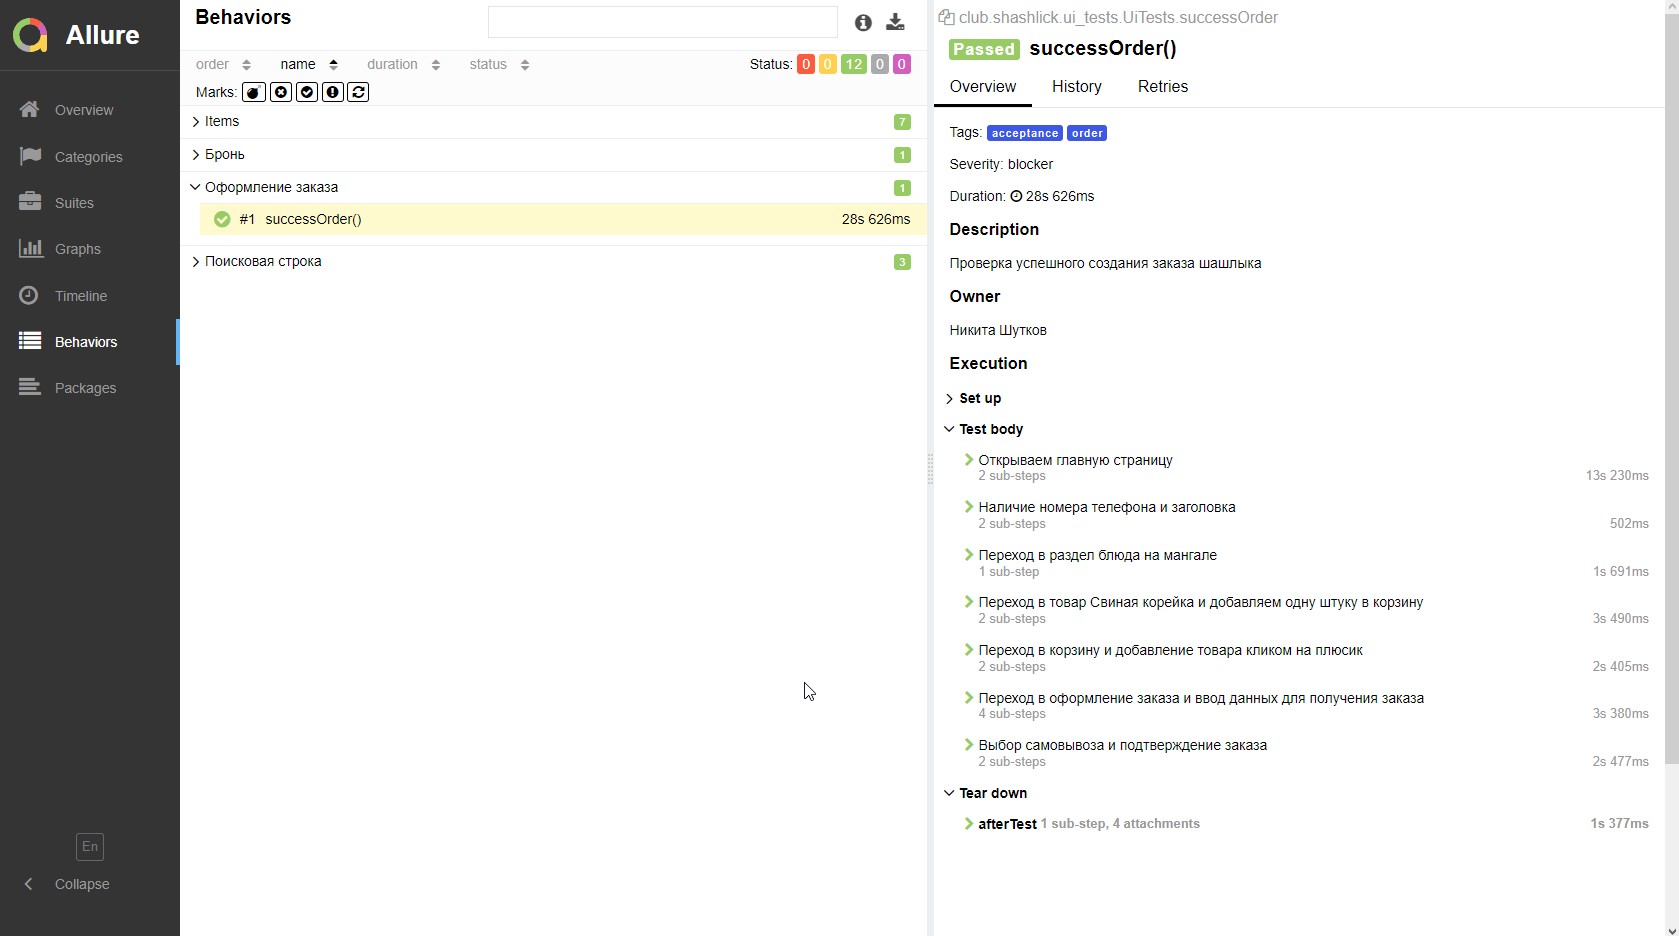 Allure
Overview
Categories
Suites
Graphs
Timeline
Behaviors
Packages
En
Collapse
Behaviors
order name duration status Status: 0 0 12 0 0
Marks:
Items 7
Бронь 1
Оформление заказа 1
#1 successOrder() 28s 626ms
Поисковая строка 3
club.shashlick.ui_tests.UiTests.successOrder
Passed successOrder()
Overview History Retries
Tags: acceptance order
Severity: blocker
Duration: 28s 626ms
Description
Проверка успешного создания заказа шашлыка
Owner
Никита Шутков
Execution
Set up
Test body
Открываем главную страницу
2 sub-steps 13s 230ms
Наличие номера телефона и заголовка
2 sub-steps 502ms
Переход в раздел блюда на мангале
1 sub-step 1s 691ms
Переход в товар Свиная корейка и добавляем одну штуку в корзину
2 sub-steps 3s 490ms
Переход в корзину и добавление товара кликом на плюсик
2 sub-steps 2s 405ms
Переход в оформление заказа и ввод данных для получения заказа
4 sub-steps 3s 380ms
Выбор самовывоза и подтверждение заказа
2 sub-steps 2s 477ms
Tear down
afterTest 1 sub-step, 4 attachments 1s 377ms